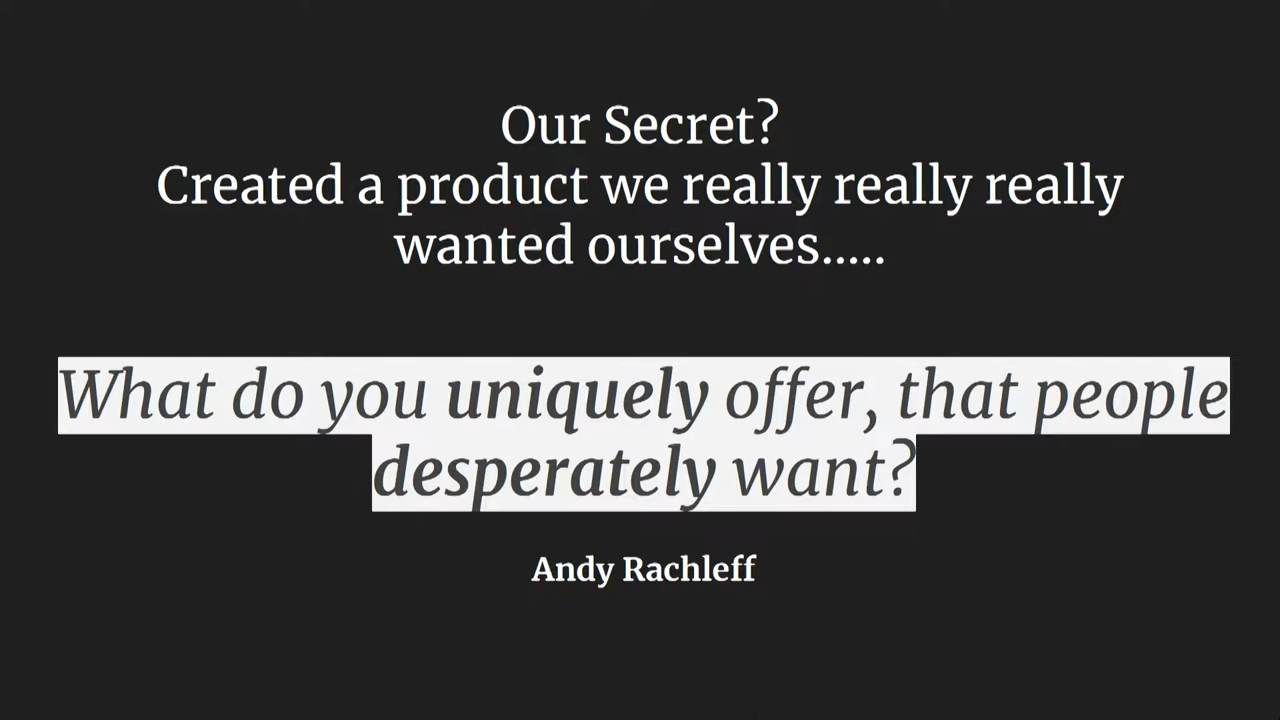 Our Secret?
Created a product we really really really
wanted ourselves.....
What do you uniquely offer, that people
desperately want?
Andy Rachleff